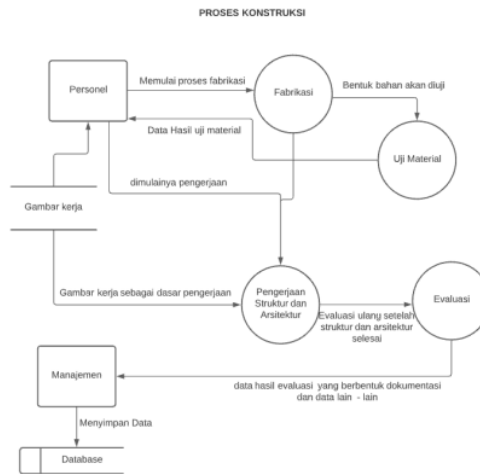 PROSES KONSTRUKSI
Personel
Memulai proses fabrikasi
Fabrikasi
Bentuk bahan akan diuji
Data Hasil uji material
Uji Material
dimulainya pengerjaan
Gambar kerja
Gambar kerja sebagai dasar pengerjaan
Pengerjaan
Struktur dan
Arsitektur
Evaluasi ulang setelah
struktur dan arsitektur
selesai
Evaluasi
Manajemen
data hasil evaluasi yang berbentuk dokumentasi
dan data lain - lain
Menyimpan Data
Database